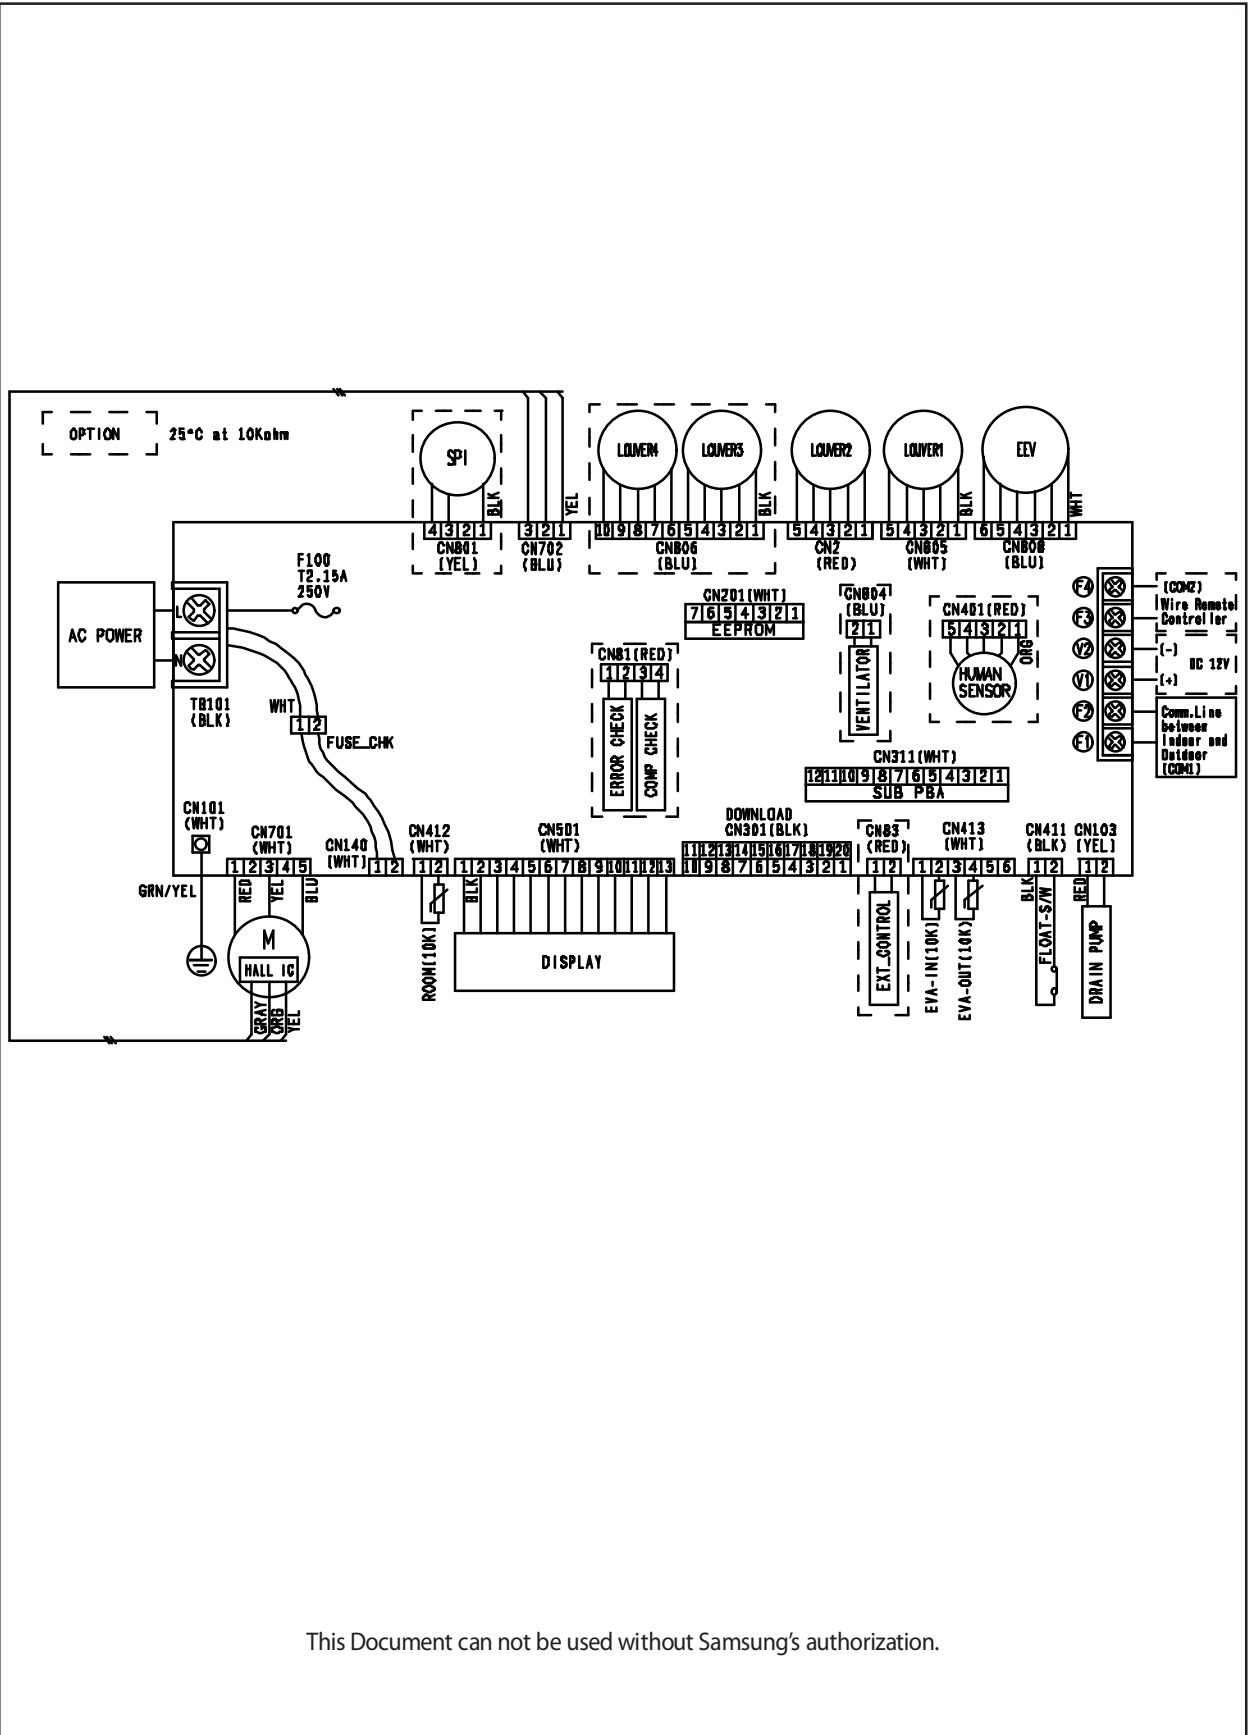 OPTION
25°C at 10Kohm
SPI
BLK
4 3 2 1
CN801
(YEL)
YEL
3 2 1
CN702
(BLU)
LOUVER4
LOUVER3
BLK
10 9 8 7 6 5 4 3 2 1
CN806
(BLU)
LOUVER2
5 4 3 2 1
CN2
(RED)
LOUVER1
BLK
5 4 3 2 1
CN805
(WHT)
EEV
WHT
6 5 4 3 2 1
CN808
(BLU)
AC POWER
L
N
TB101
(BLK)
F100
T2.15A
250V
WHT
1 2
FUSE_CHK
CN201(WHT)
7 6 5 4 3 2 1
EEPROM
CN81(RED)
1 2 3 4
ERROR CHECK
COMP CHECK
CN804
(BLU)
2 1
VENTILATOR
CN401(RED)
5 4 3 2 1
ORG
HUMAN
SENSOR
F4
F3
V2
V1
F2
F1
(COM2)
Wire Remote
Controller
(-)
DC 12V
(+)
Comm.Line
between
Indoor and
Outdoor
(COM1)
CN311(WHT)
12 11 10 9 8 7 6 5 4 3 2 1
SUB PBA
CN101
(WHT)
GRN/YEL
CN701
(WHT)
1 2 3 4 5
RED
YEL
BLU
M
HALL IC
GRAY
ORG
YEL
CN140
(WHT)
1 2
CN412
(WHT)
1 2
ROOM(10K)
CN501
(WHT)
1 2 3 4 5 6 7 8 9 10 11 12 13
BLK
DISPLAY
DOWNLOAD
CN301(BLK)
11 12 13 14 15 16 17 18 19 20
10 9 8 7 6 5 4 3 2 1
CN83
(RED)
1 2
EXT_CONTROL
CN413
(WHT)
1 2 3 4 5 6
EVA-IN(10K)
EVA-OUT(10K)
CN411
(BLK)
1 2
BLK
FLOAT-S/W
CN103
(YEL)
1 2
RED
DRAIN PUMP
This Document can not be used without Samsung's authorization.